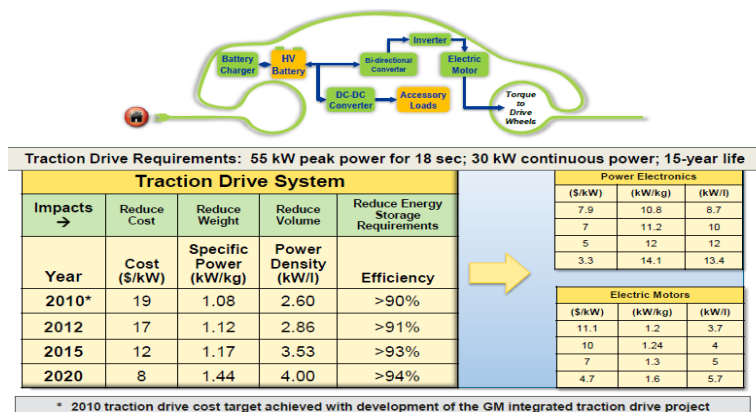 Inverter
Battery Charger
HV Battery
Bi-directional Converter
Electric Motor
DC-DC Converter
Accessory Loads
Torque to Drive Wheels
Traction Drive Requirements: 55 kW peak power for 18 sec; 30 kW continuous power; 15-year life
Traction Drive System
Impacts → Reduce Cost Reduce Weight Reduce Volume Reduce Energy Storage Requirements
Year Cost ($/kW) Specific Power (kW/kg) Power Density (kW/l) Efficiency
2010* 19 1.08 2.60 >90%
2012 17 1.12 2.86 >91%
2015 12 1.17 3.53 >93%
2020 8 1.44 4.00 >94%
Power Electronics
($/kW) (kW/kg) (kW/l)
7.9 10.8 8.7
7 11.2 10
5 12 12
3.3 14.1 13.4
Electric Motors
($/kW) (kW/kg) (kW/l)
11.1 1.2 3.7
10 1.24 4
7 1.3 5
4.7 1.6 5.7
* 2010 traction drive cost target achieved with development of the GM integrated traction drive project